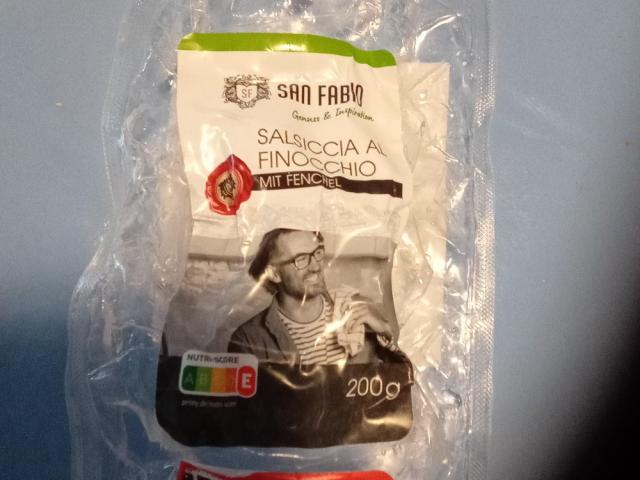 SF
SAN FABIO
Genuss & Inspiration
SALSICCIA AL
FINOCCHIO
MIT FENCHEL
NUTRI-SCORE
A B C D E
200g